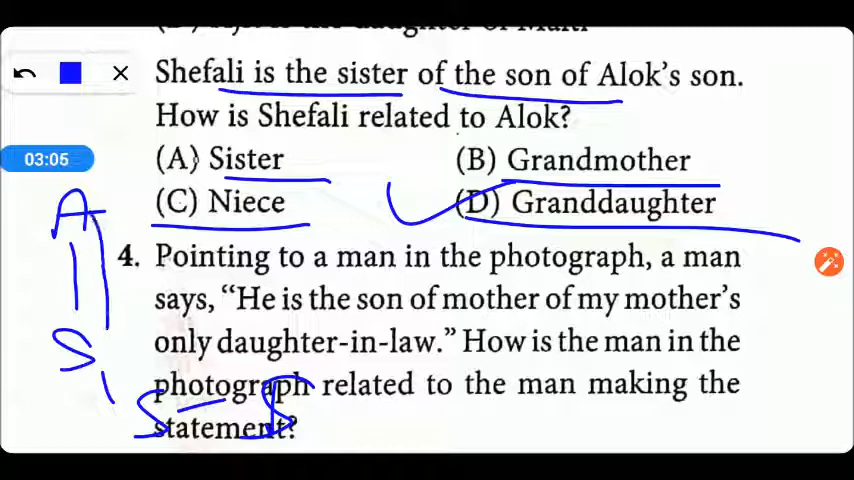 Shefali is the sister of the son of Alok's son.
How is Shefali related to Alok?
03:05
(A) Sister (B) Grandmother
(C) Niece (D) Granddaughter
A
4. Pointing to a man in the photograph, a man
says, “He is the son of mother of my mother's
only daughter-in-law.” How is the man in the
S
photograph related to the man making the
S – S
statement?